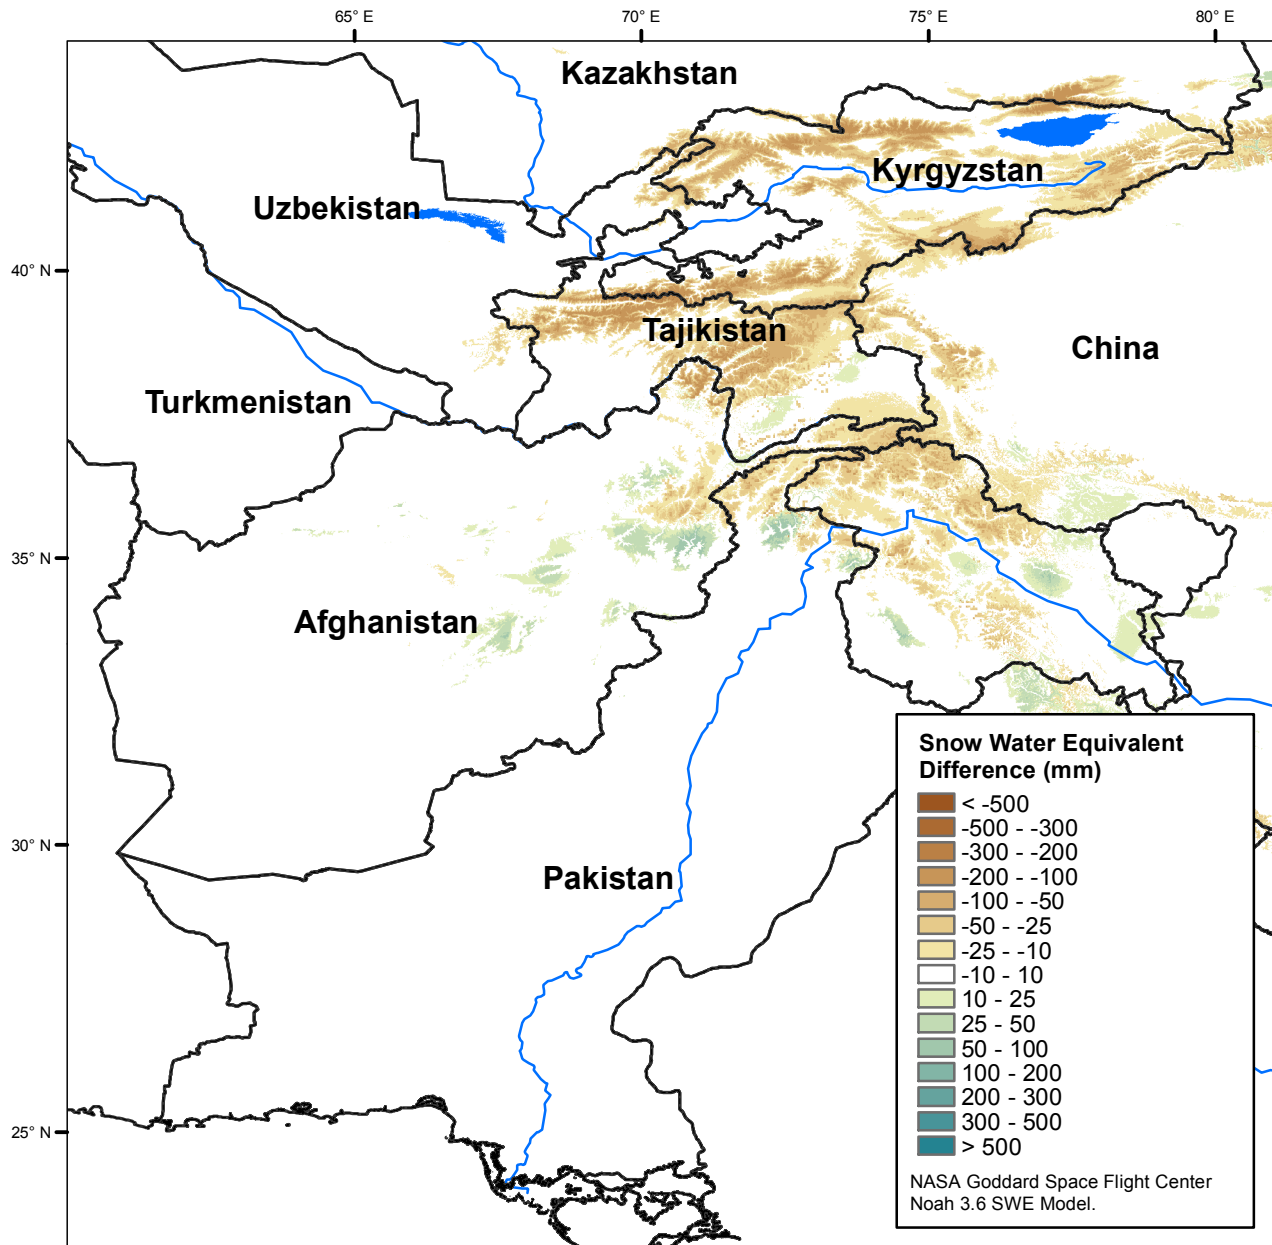 65° E 70° E 75° E 80° E
Kazakhstan
Kyrgyzstan
Uzbekistan
40° N
Tajikistan
China
Turkmenistan
35° N
Afghanistan
Snow Water Equivalent
Difference (mm)
< -500
-500 - -300
-300 - -200
-200 - -100
-100 - -50
-50 - -25
-25 - -10
-10 - 10
10 - 25
25 - 50
50 - 100
100 - 200
200 - 300
300 - 500
> 500
30° N
Pakistan
25° N
NASA Goddard Space Flight Center
Noah 3.6 SWE Model.